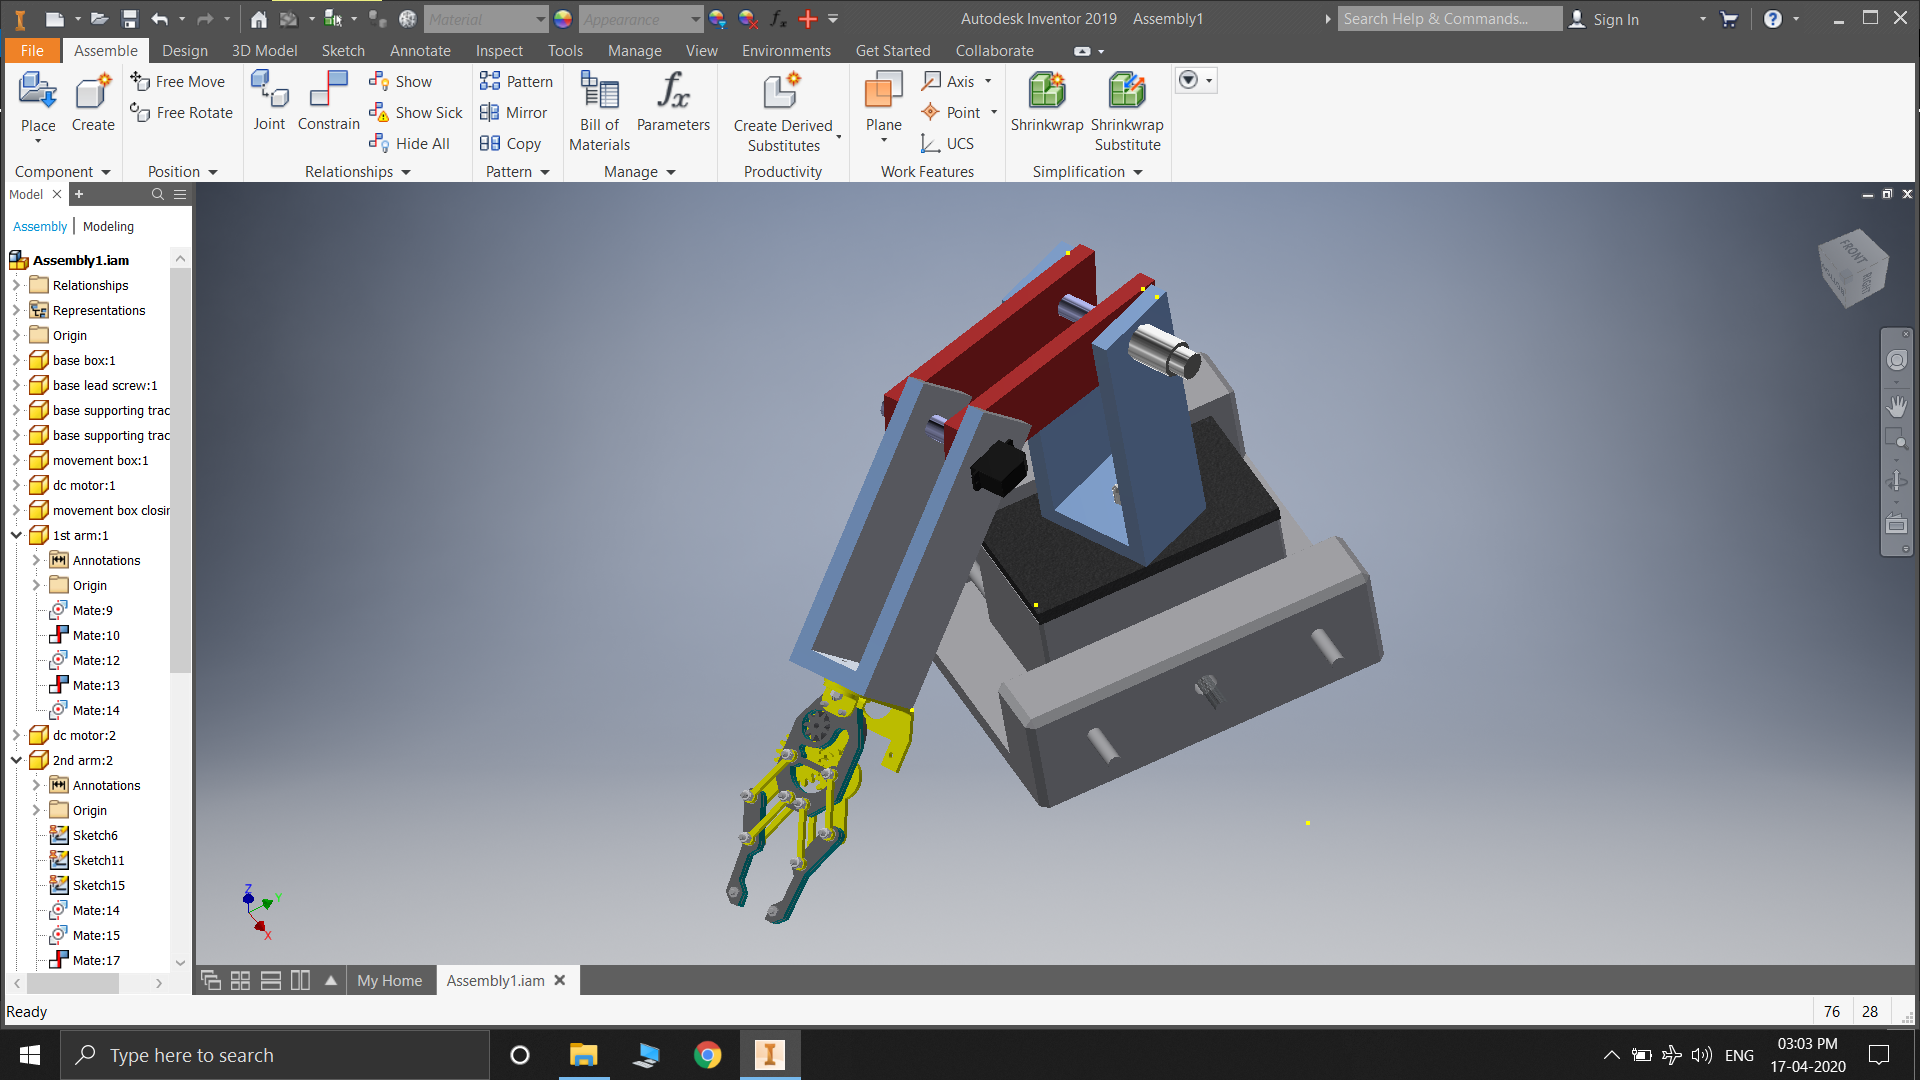 Material
Appearance
fx
Autodesk Inventor 2019 Assembly1
Search Help & Commands...
Sign In
File Assemble Design 3D Model Sketch Annotate Inspect Tools Manage View Environments Get Started Collaborate
Place
Create
Free Move
Free Rotate
Joint
Constrain
Show
Show Sick
Hide All
Pattern
Mirror
Copy
Bill of
Materials
fx
Parameters
Create Derived
Substitutes
Plane
Axis
Point
UCS
Shrinkwrap
Shrinkwrap
Substitute
Component Position Relationships Pattern Manage Productivity Work Features Simplification
Model
Assembly | Modeling
Assembly1.iam
Relationships
Representations
Origin
base box:1
base lead screw:1
base supporting trac
base supporting trac
movement box:1
dc motor:1
movement box closin
1st arm:1
Annotations
Origin
Mate:9
Mate:10
Mate:12
Mate:13
Mate:14
dc motor:2
2nd arm:2
Annotations
Origin
Sketch6
Sketch11
Sketch15
Mate:14
Mate:15
Mate:17
FRONT
RIGHT
Z
Y
X
My Home
Assembly1.iam
Ready
76 28
Type here to search
ENG
03:03 PM
17-04-2020